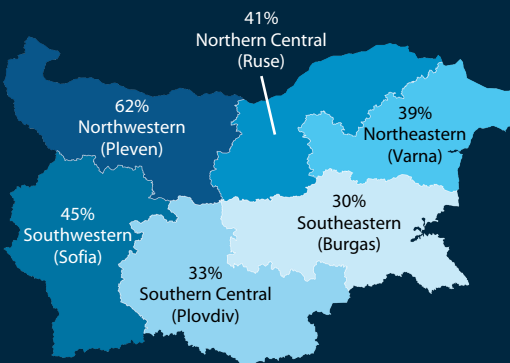 41%
Northern Central
(Ruse)
62%
Northwestern
(Pleven)
39%
Northeastern
(Varna)
45%
Southwestern
(Sofia)
30%
Southeastern
(Burgas)
33%
Southern Central
(Plovdiv)